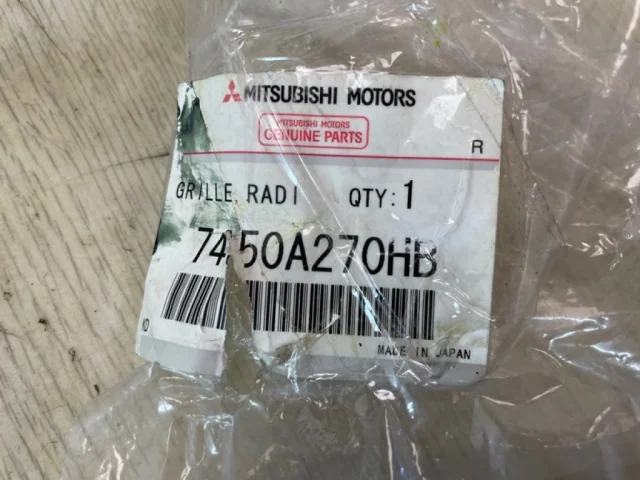 MITSUBISHI MOTORS
MITSUBISHI MOTORS
GENUINE PARTS
R
GRILLE, RADI QTY:1
7450A270HB
MADE IN JAPAN